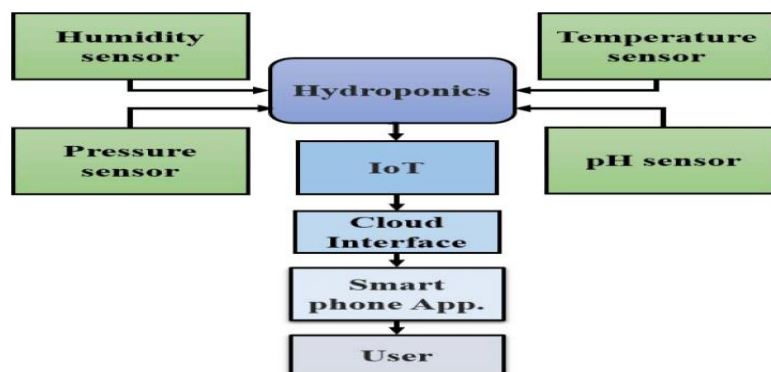 Humidity
sensor
Temperature
sensor
Hydroponics
Pressure
sensor
pH sensor
IoT
Cloud
Interface
Smart
phone App.
User